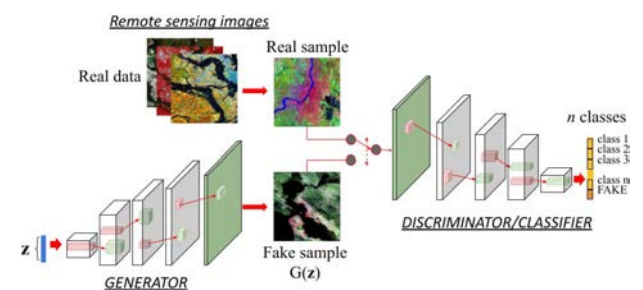 Remote sensing images
Real data
Real sample
n classes
class 1
class 2
class 3
class n
FAKE
DISCRIMINATOR/CLASSIFIER
z
Fake sample
G(z)
GENERATOR